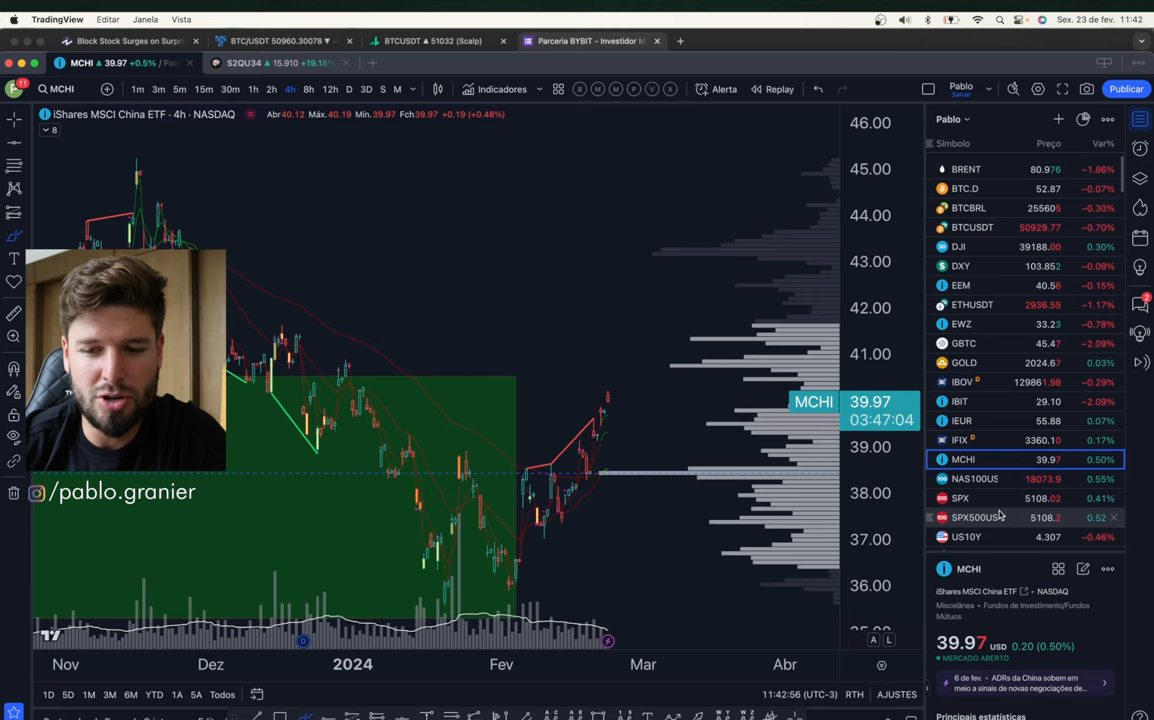 TradingView Editar Janela Vista Sex. 23 de fev. 11:42
Block Stock Surges on Surpr BTC/USDT 50960.30078 BTCUSDT 51032 (Scalp) Parceria BYBIT - Investidor M
MCHI 39.97 +0.5% / Pab S2QU34 15.910 +19.18%
11 MCHI 1m 3m 5m 15m 30m 1h 2h 4h 8h 12h D 3D S M Indicadores B M M P V X Alerta Replay Pablo Salvar Publicar
iShares MSCI China ETF · 4h · NASDAQ Abr40.12 Máx.40.19 Mín.39.97 Fch39.97 +0.19 (+0.48%)
8
46.00
45.00
44.00
43.00
42.00
41.00
MCHI 39.97
03:47:04
39.00
38.00
37.00
36.00
A L
Nov Dez 2024 Fev Mar Abr
1D 5D 1M 3M 6M YTD 1A 5A Todos 11:42:56 (UTC-3) RTH AJUSTES
/pablo.granier
Pablo
Símbolo Preço Var%
BRENT 80.976 −1.86%
BTC.D 52.87 −0.07%
BTCBRL 255605 −0.30%
BTCUSDT 50929.77 −0.70%
DJI 39188.00 0.30%
DXY 103.852 −0.09%
EEM 40.56 −0.15%
ETHUSDT 2936.55 −1.17%
EWZ 33.23 −0.78%
GBTC 45.47 −2.09%
GOLD 2024.67 0.03%
IBOV D 129861.98 −0.29%
IBIT 29.10 −2.09%
IEUR 55.88 0.07%
IFIX D 3360.10 0.17%
MCHI 39.97 0.50%
NAS100US 18073.9 0.55%
SPX 5108.02 0.41%
SPX500US 5108.2 0.52
US10Y 4.307 −0.46%
MCHI
iShares MSCI China ETF • NASDAQ
Miscelânea • Fundos de Investimento/Fundos
Mútuos
39.97 USD 0.20 (0.50%)
MERCADO ABERTO
6 de fev. • ADRs da China sobem em
meio a sinais de novas negociações de...
Principais estatísticas
2